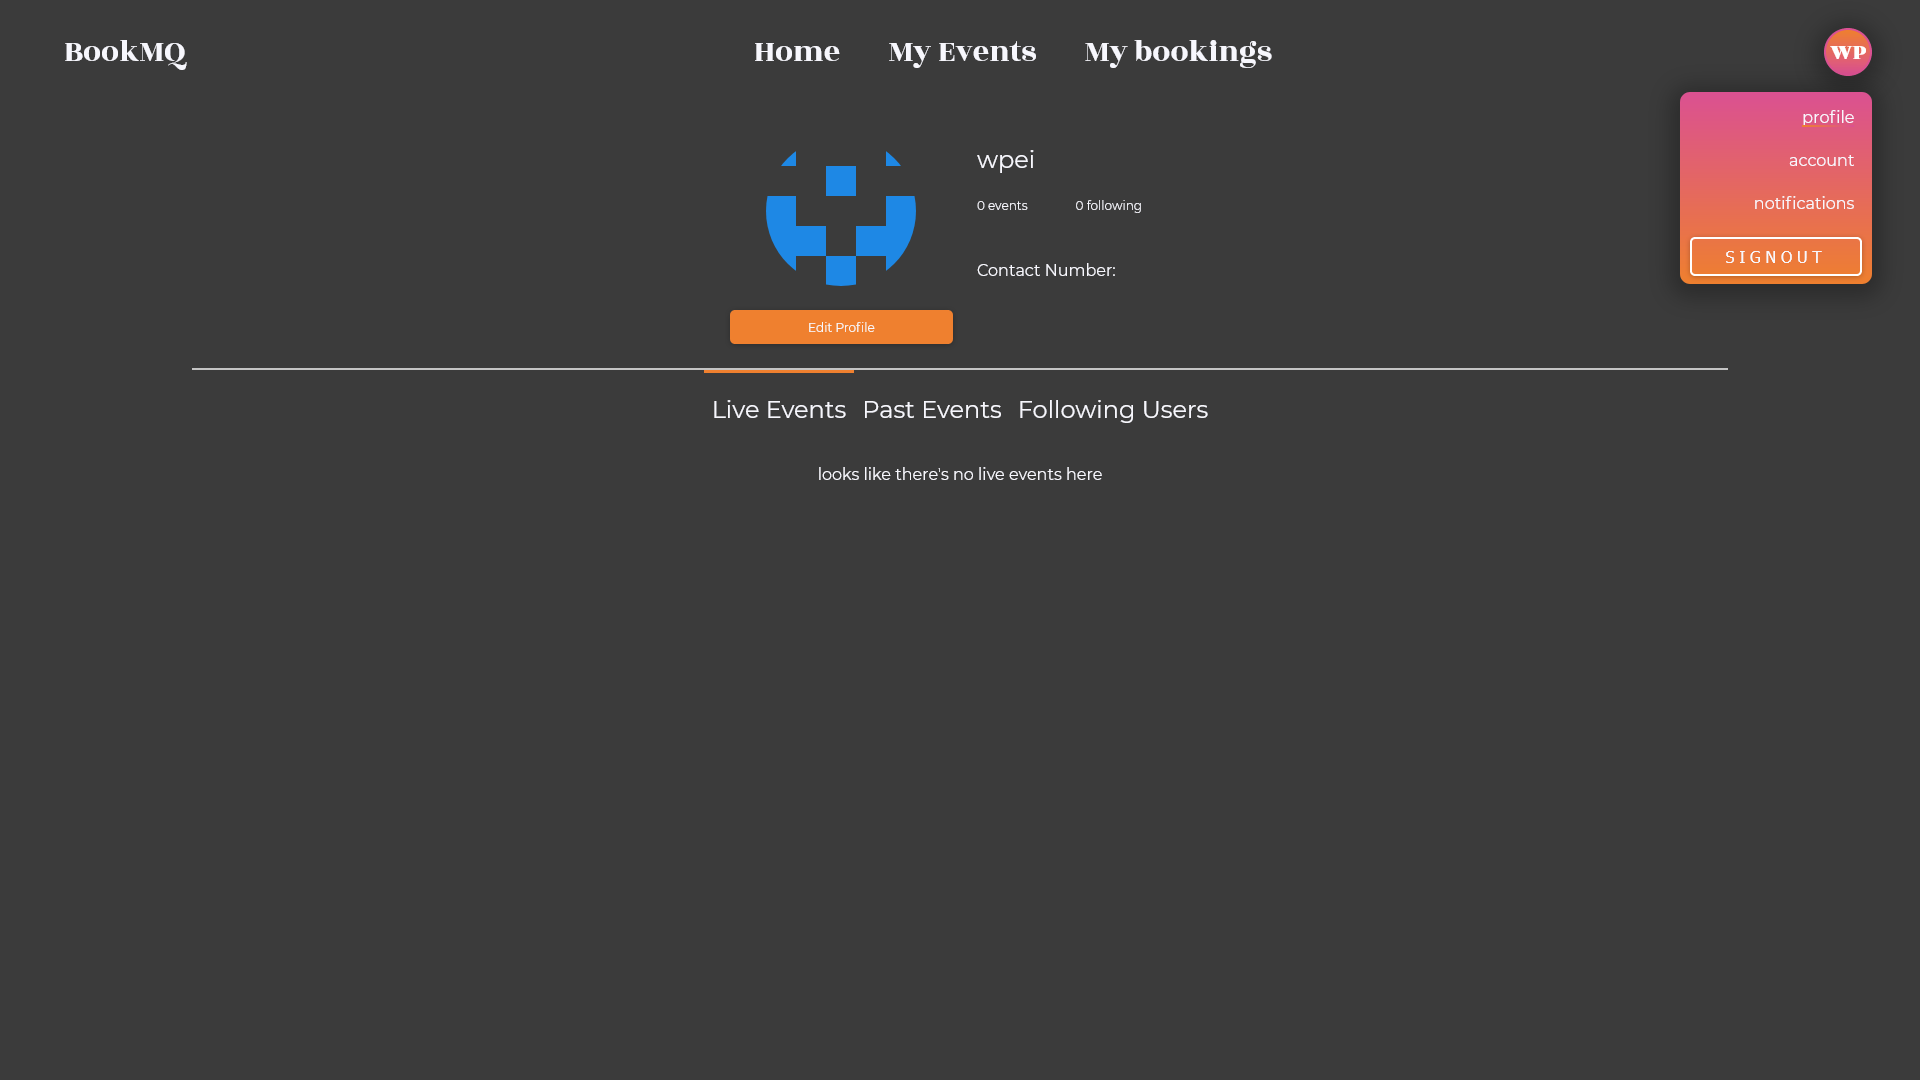 BookMQ
Home My Events My bookings
WP
profile
account
notifications
SIGNOUT
wpei
0 events 0 following
Contact Number:
Edit Profile
Live Events Past Events Following Users
looks like there's no live events here